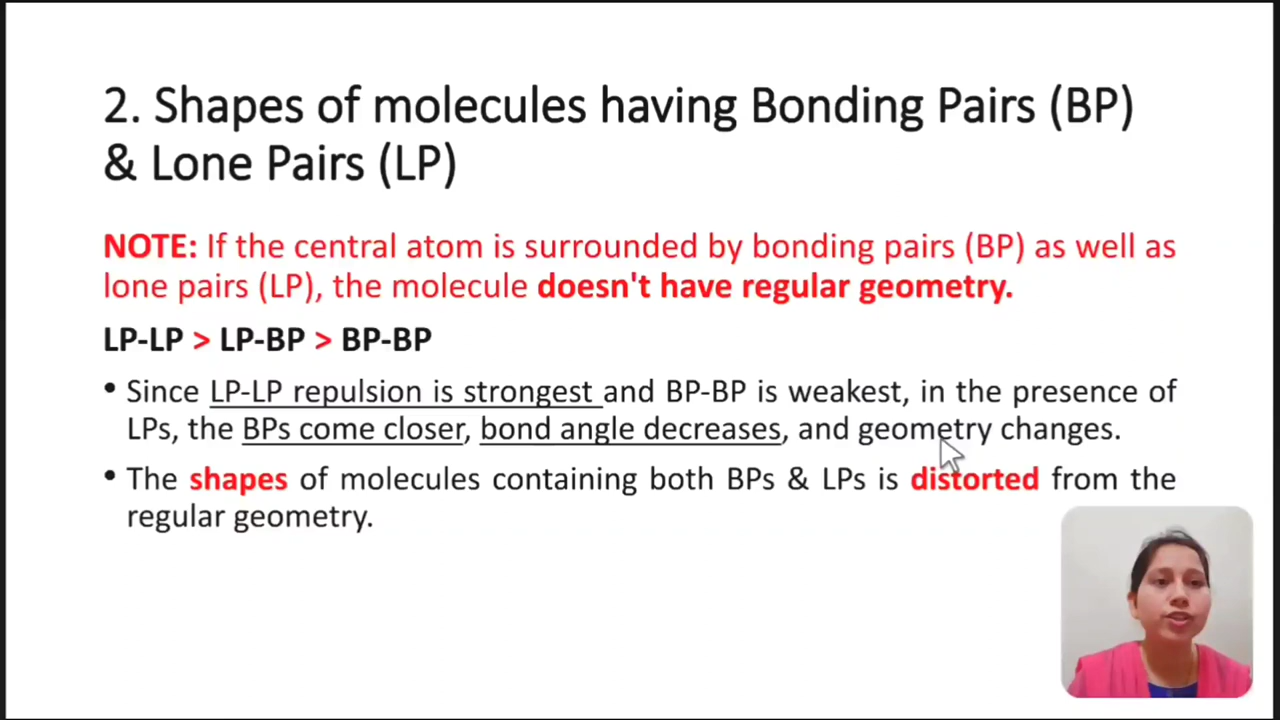 2. Shapes of molecules having Bonding Pairs (BP)
& Lone Pairs (LP)
NOTE: If the central atom is surrounded by bonding pairs (BP) as well as
lone pairs (LP), the molecule doesn't have regular geometry.
LP-LP > LP-BP > BP-BP
• Since LP-LP repulsion is strongest and BP-BP is weakest, in the presence of
LPs, the BPs come closer, bond angle decreases, and geometry changes.
• The shapes of molecules containing both BPs & LPs is distorted from the
regular geometry.